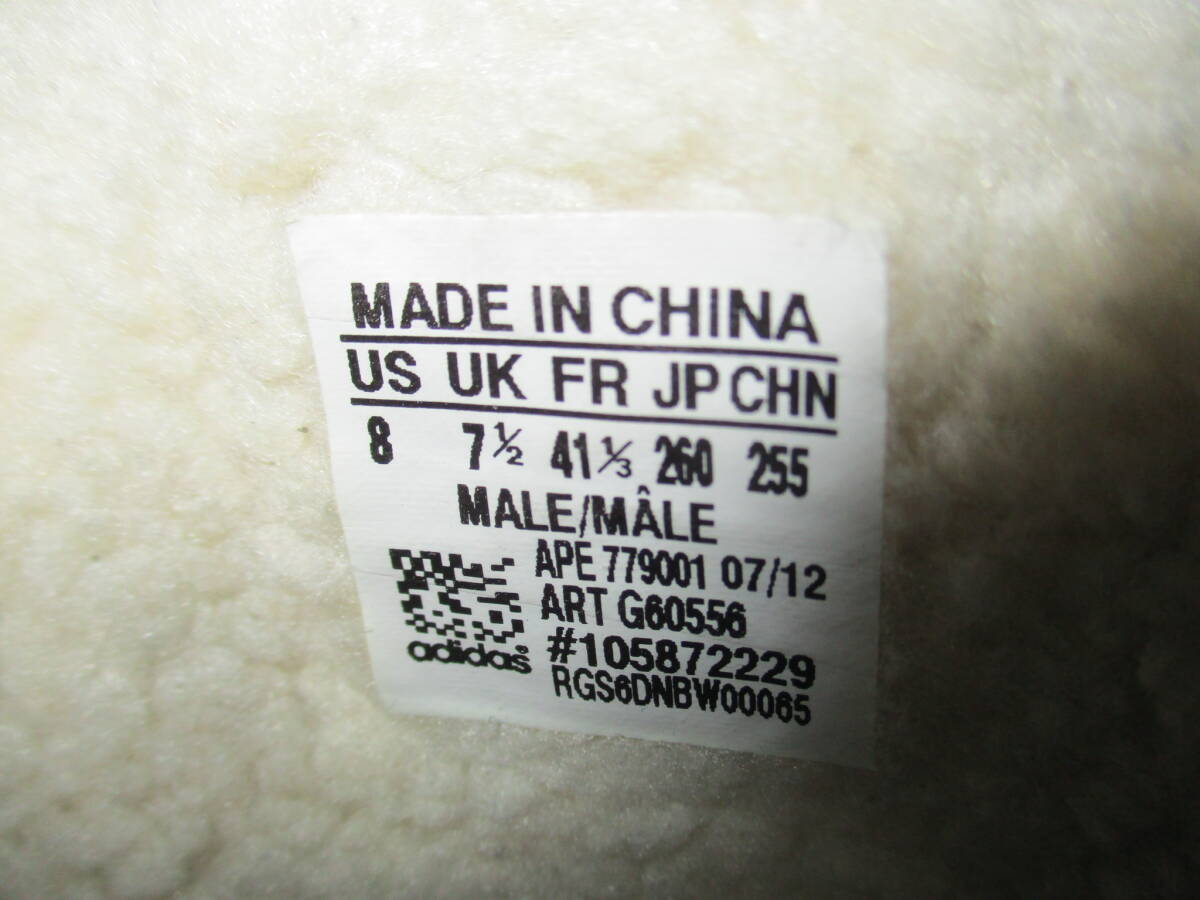 MADE IN CHINA
US UK FR JP CHN
8 7½ 41⅓ 260 255
MALE/MÂLE
APE 779001 07/12
ART G60556
#105872229
adidas®
RGS6DNBW00065